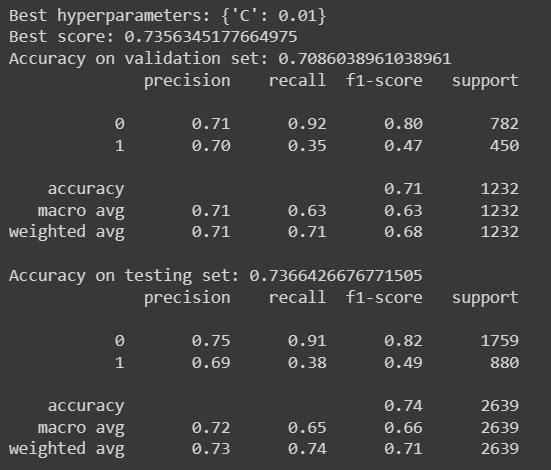 Best hyperparameters: {'C': 0.01}
Best score: 0.7356345177664975
Accuracy on validation set: 0.7086038961038961
precision recall f1-score support
0 0.71 0.92 0.80 782
1 0.70 0.35 0.47 450
accuracy 0.71 1232
macro avg 0.71 0.63 0.63 1232
weighted avg 0.71 0.71 0.68 1232
Accuracy on testing set: 0.7366426676771505
precision recall f1-score support
0 0.75 0.91 0.82 1759
1 0.69 0.38 0.49 880
accuracy 0.74 2639
macro avg 0.72 0.65 0.66 2639
weighted avg 0.73 0.74 0.71 2639